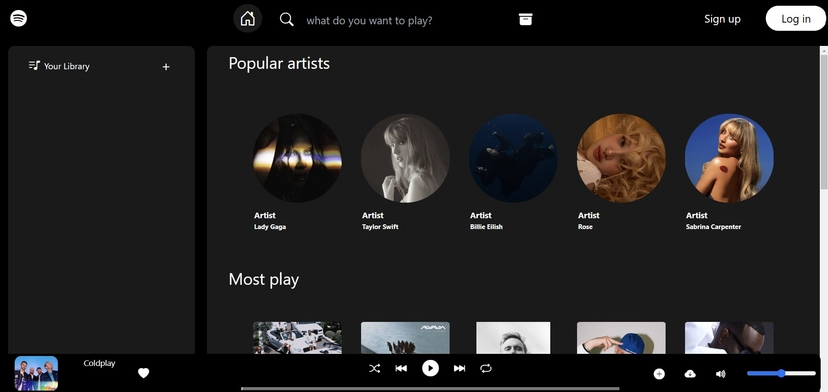 what do you want to play?
Sign up
Log in
Your Library
Popular artists
Artist
Lady Gaga
Artist
Taylor Swift
Artist
Billie Eilish
Artist
Rose
Artist
Sabrina Carpenter
Most play
Coldplay